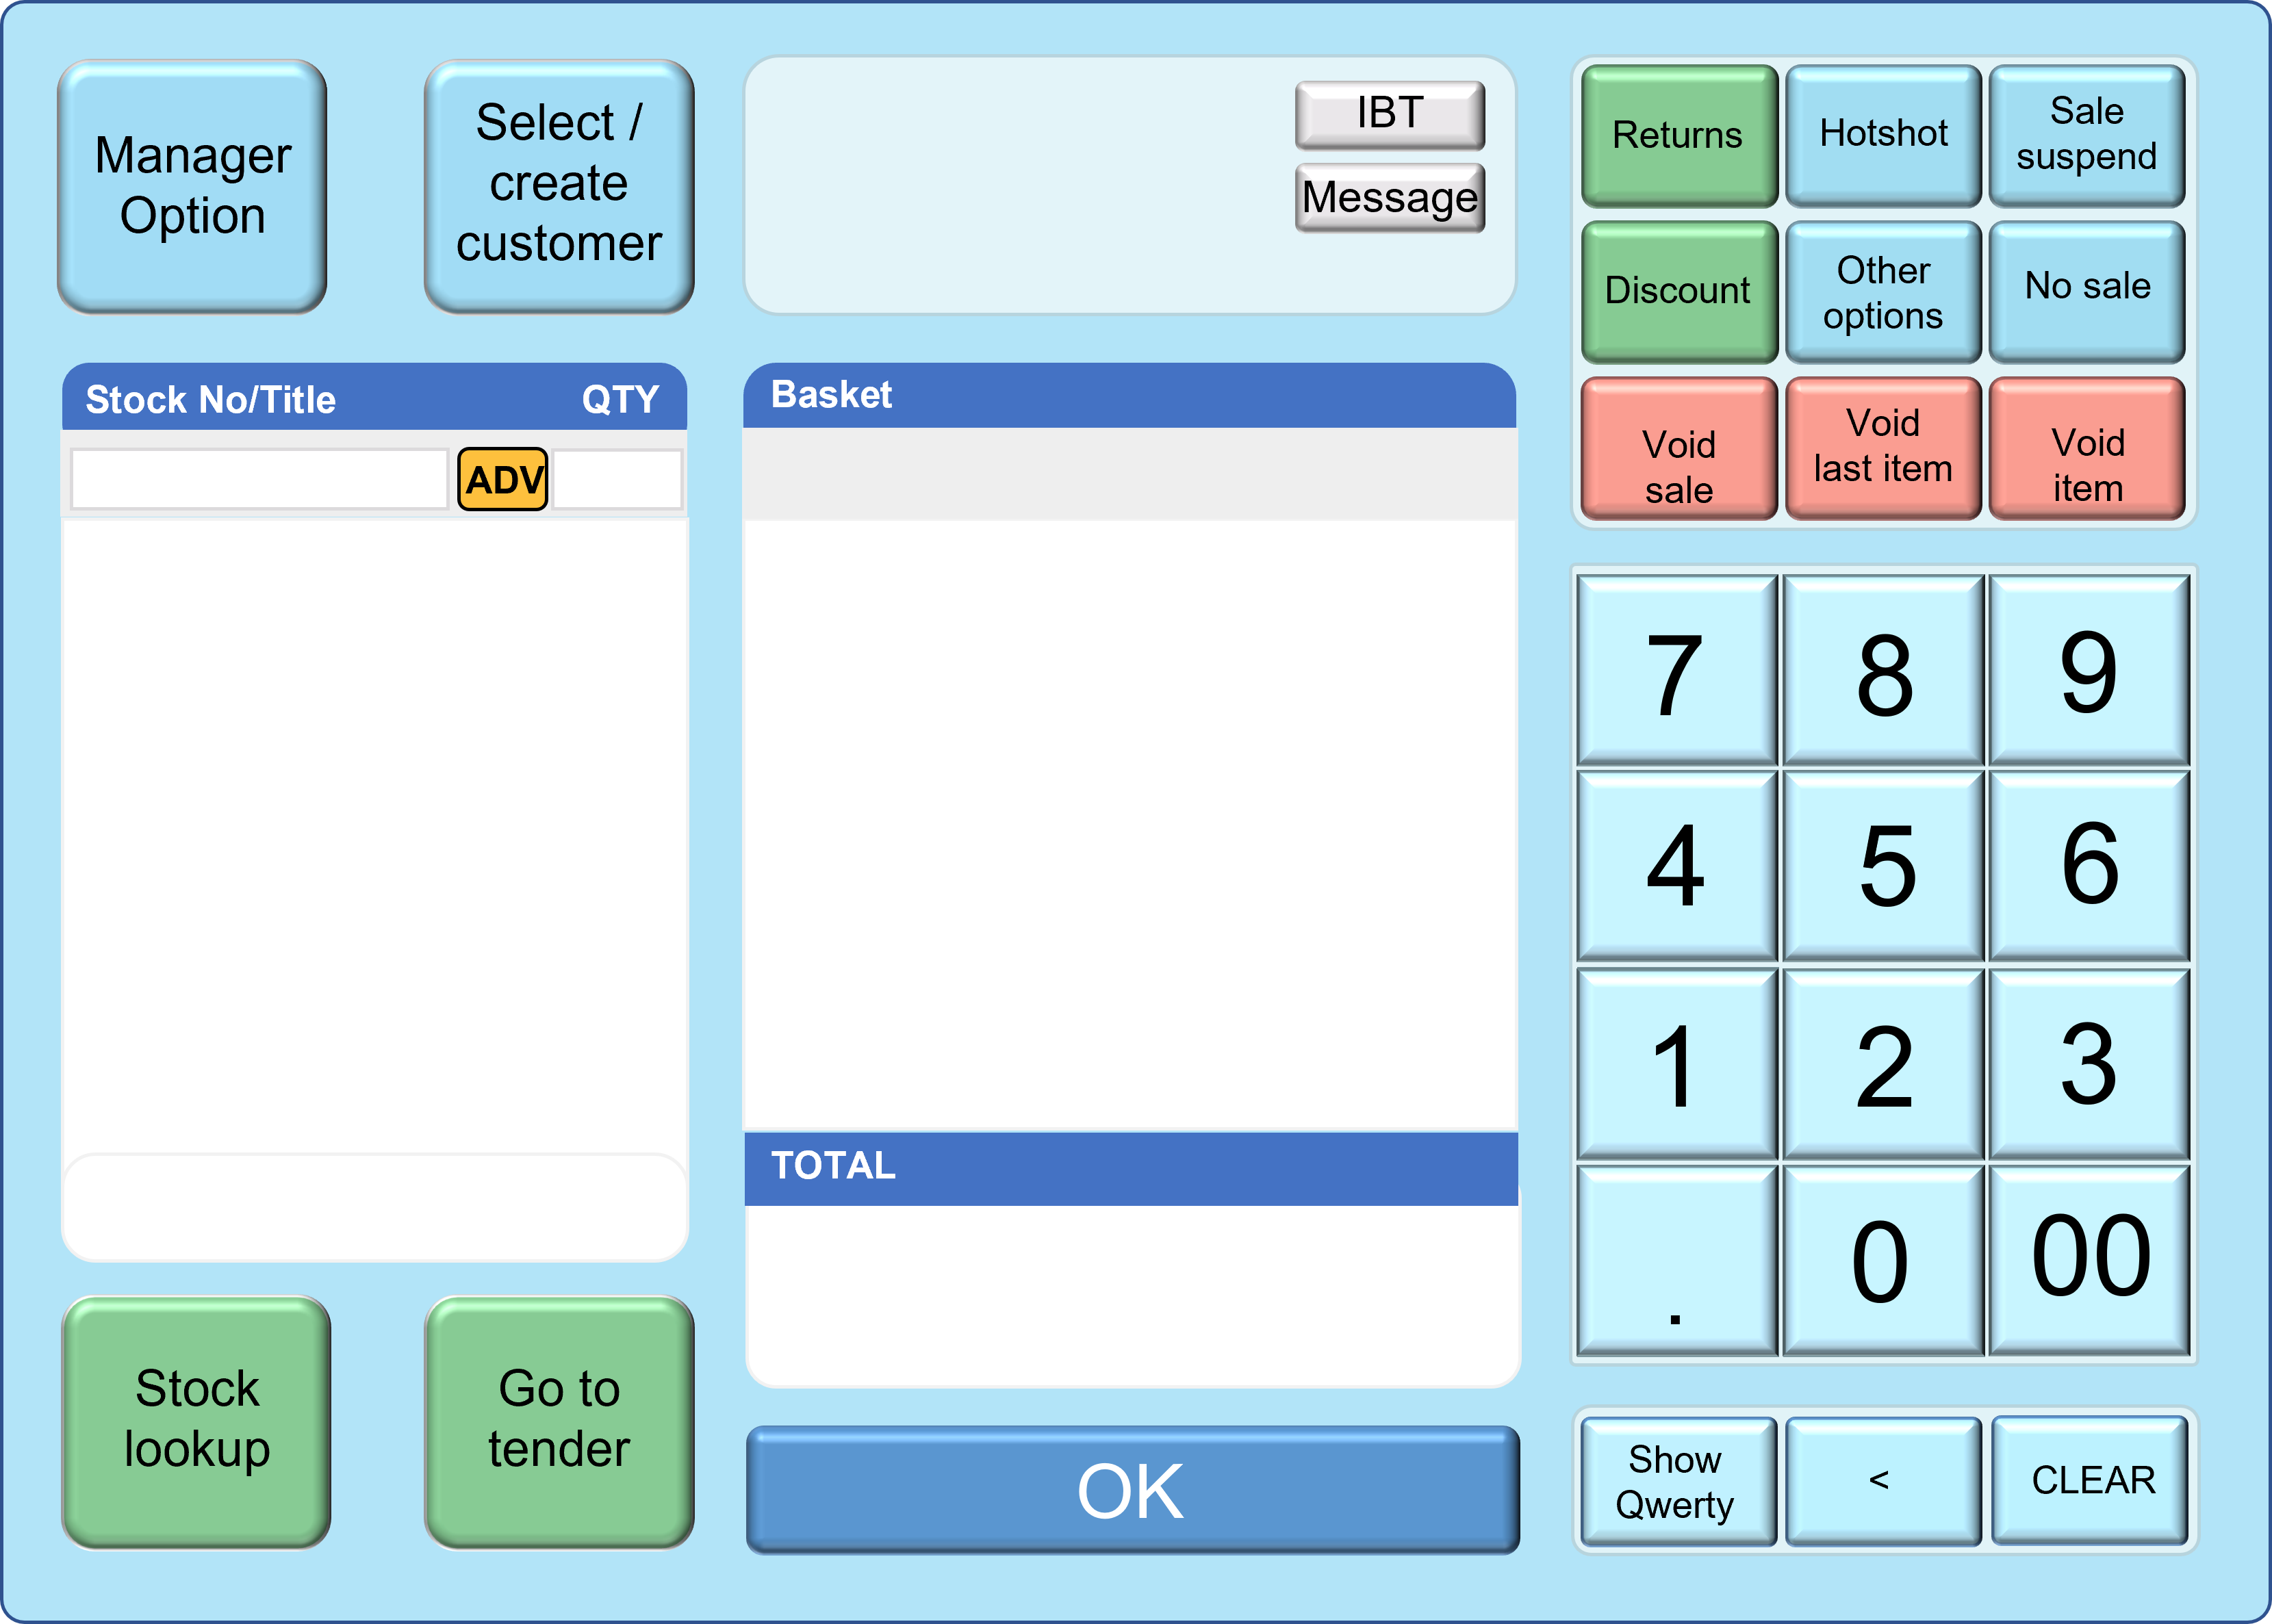 Manager
Option
Select /
create
customer
IBT
Message
Returns
Hotshot
Sale
suspend
Discount
Other
options
No sale
Void
sale
Void
last item
Void
item
Stock No/Title QTY
ADV
Basket
TOTAL
7 8 9
4 5 6
1 2 3
. 0 00
Stock
lookup
Go to
tender
OK
Show
Qwerty
<
CLEAR